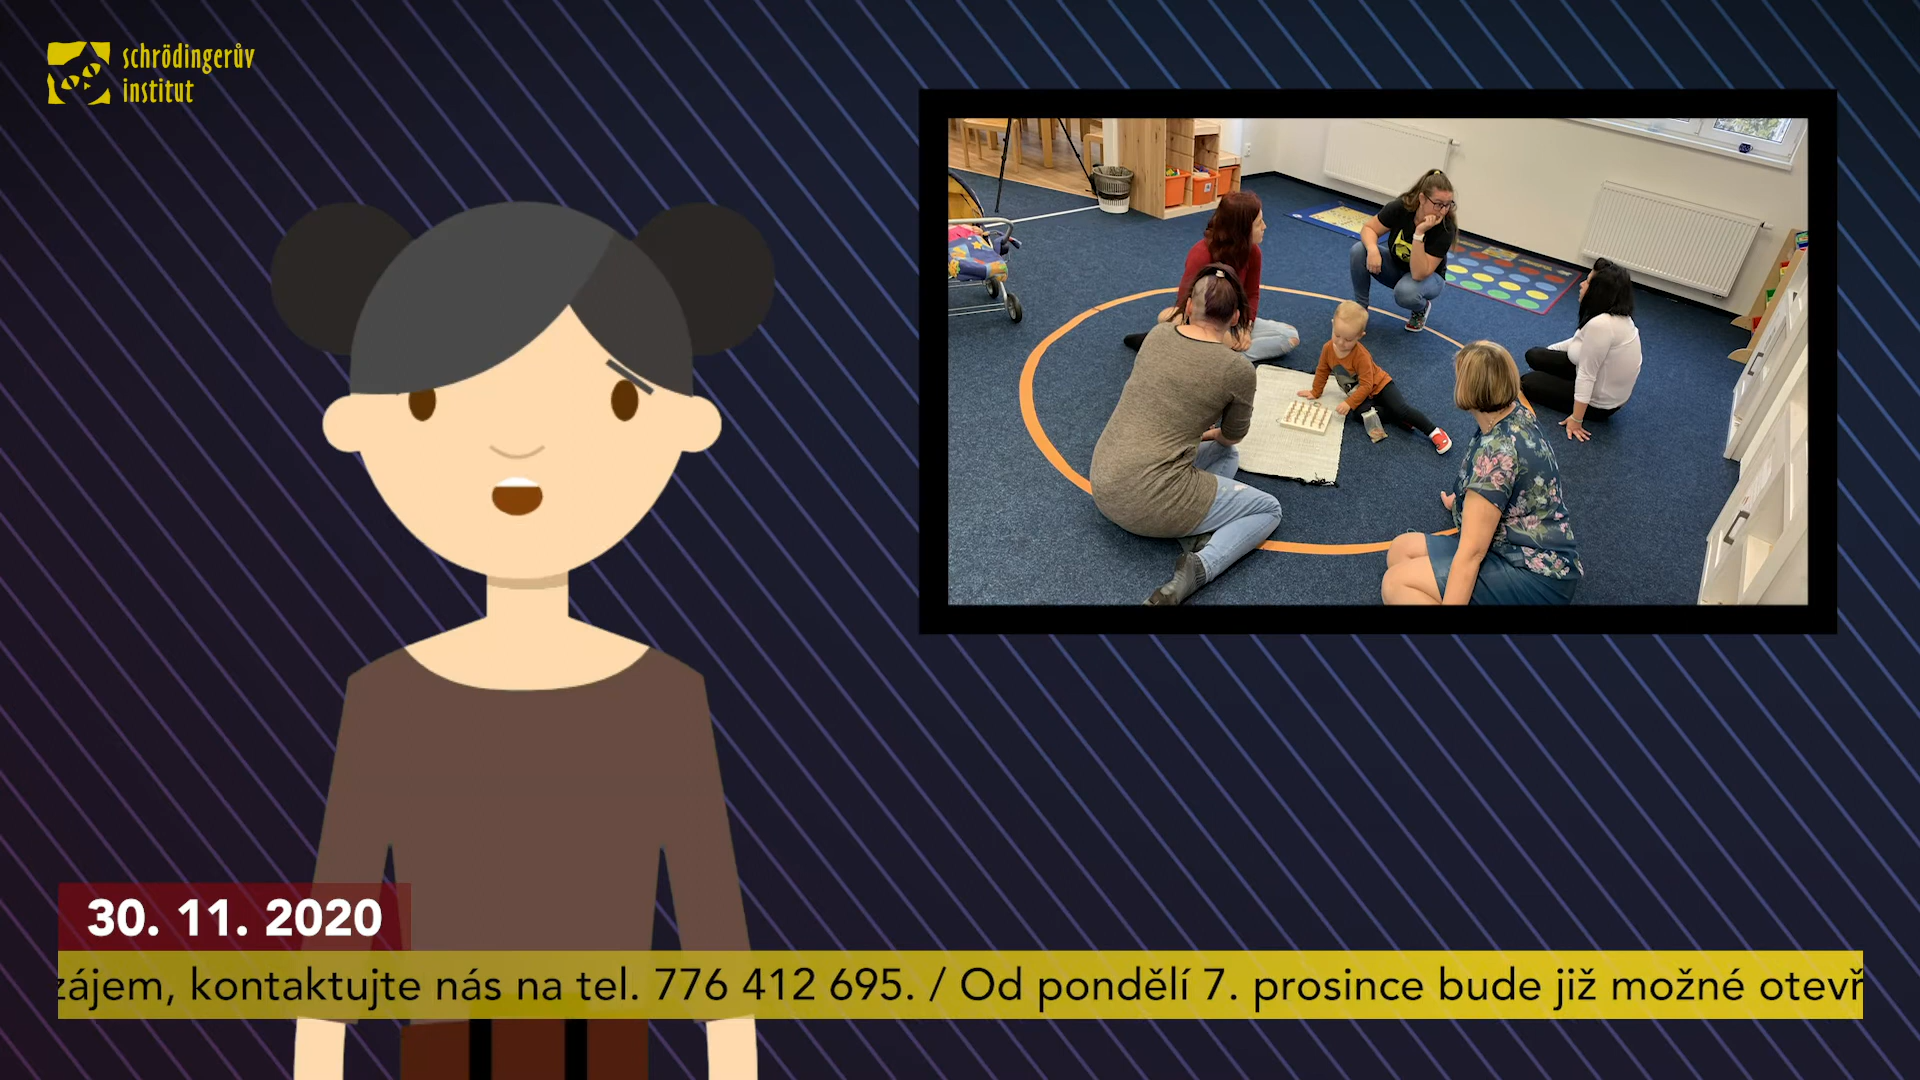 schrödingerův
institut
30. 11. 2020
zájem, kontaktujte nás na tel. 776 412 695. / Od pondělí 7. prosince bude již možné otevř